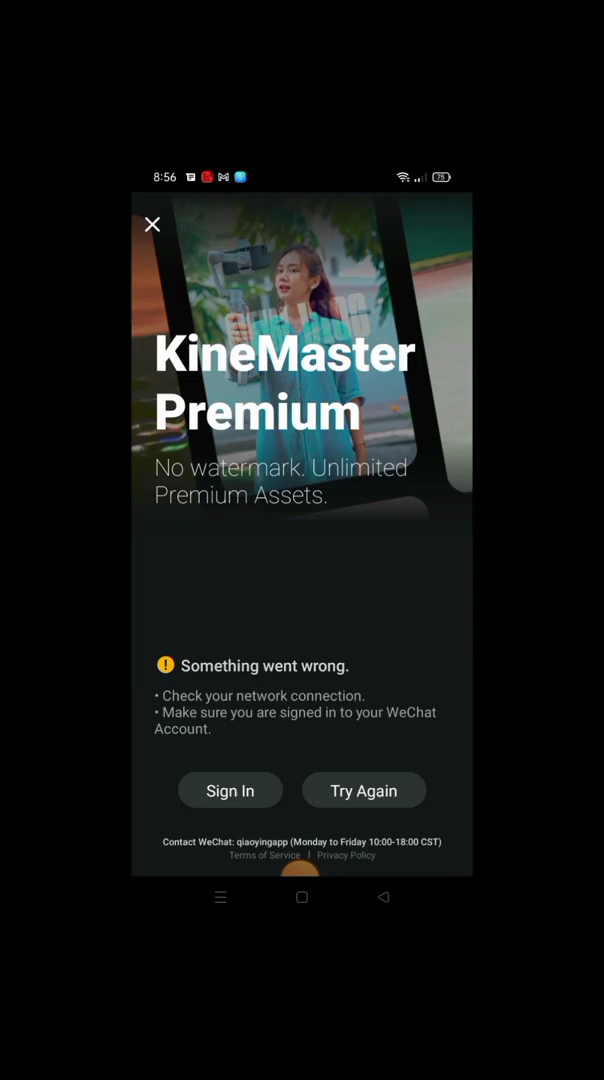 8:56
75
KineMaster
Premium
No watermark. Unlimited
Premium Assets.
Something went wrong.
• Check your network connection.
• Make sure you are signed in to your WeChat
Account.
Sign In
Try Again
Contact WeChat: qiaoyingapp (Monday to Friday 10:00-18:00 CST)
Terms of Service | Privacy Policy